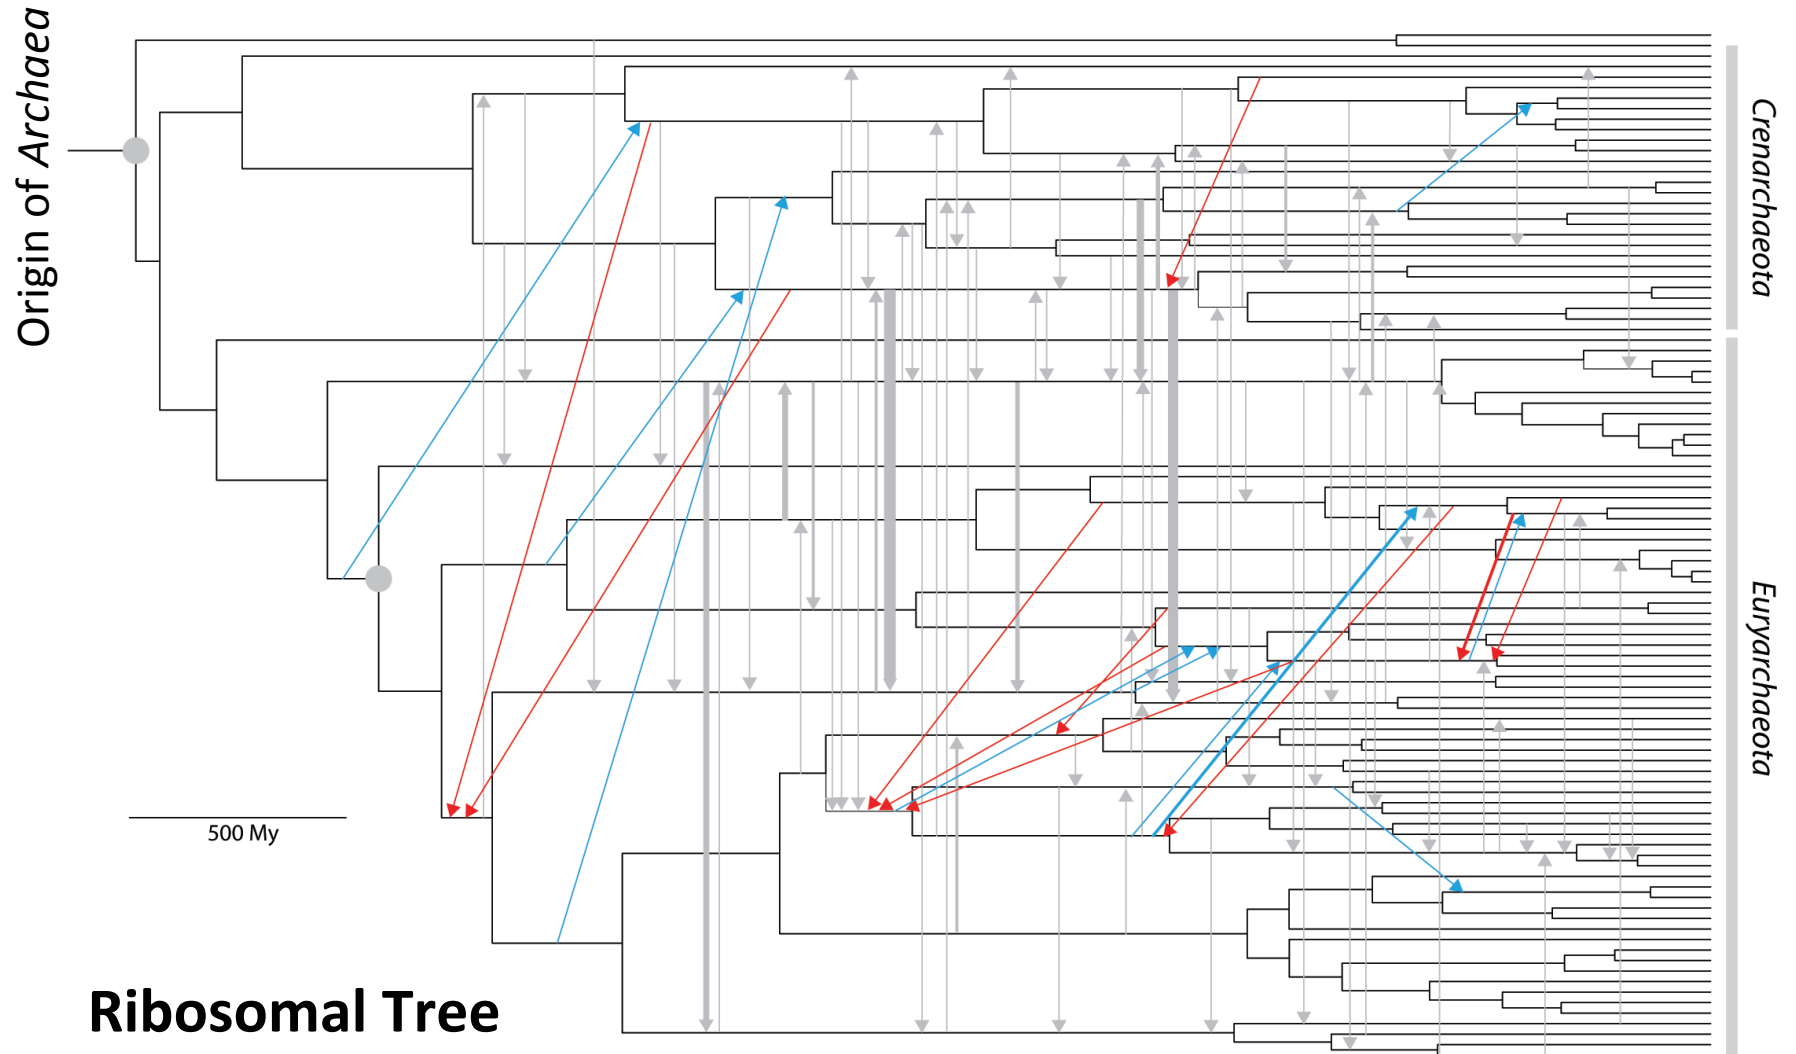 Origin of Archaea
Crenarchaeota
Euryarchaeota
500 My
Ribosomal Tree